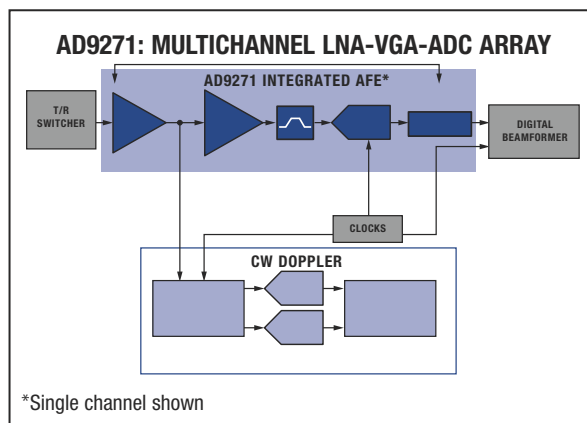 AD9271: MULTICHANNEL LNA-VGA-ADC ARRAY
AD9271 INTEGRATED AFE*
T/R
SWITCHER
DIGITAL
BEAMFORMER
CLOCKS
CW DOPPLER
*Single channel shown